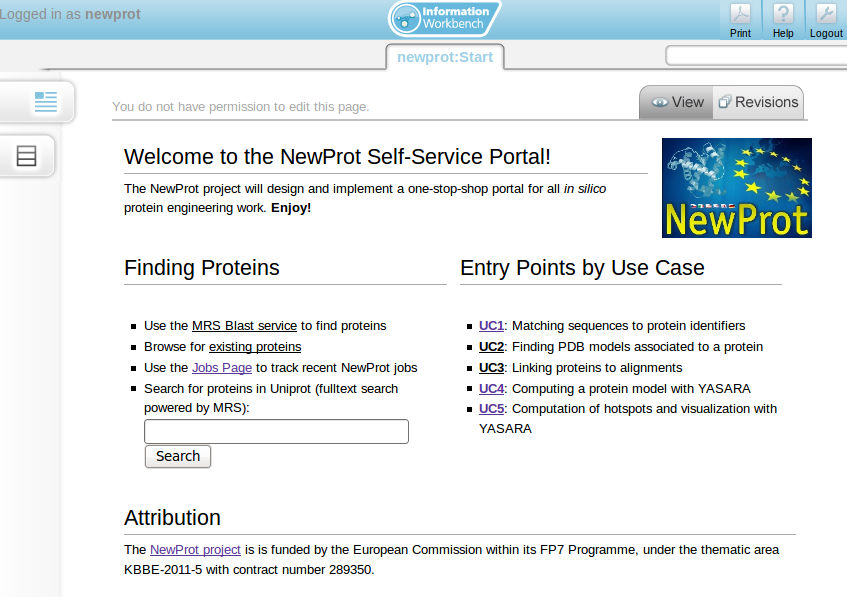 Logged in as newprot
Information
Workbench
Print
Help
Logout
newprot:Start
You do not have permission to edit this page.
View
Revisions
Welcome to the NewProt Self-Service Portal!
The NewProt project will design and implement a one-stop-shop portal for all in silico
protein engineering work. Enjoy!
NewProt
Finding Proteins
Use the MRS Blast service to find proteins
Browse for existing proteins
Use the Jobs Page to track recent NewProt jobs
Search for proteins in Uniprot (fulltext search
powered by MRS):
Search
Entry Points by Use Case
UC1: Matching sequences to protein identifiers
UC2: Finding PDB models associated to a protein
UC3: Linking proteins to alignments
UC4: Computing a protein model with YASARA
UC5: Computation of hotspots and visualization with
YASARA
Attribution
The NewProt project is is funded by the European Commission within its FP7 Programme, under the thematic area
KBBE-2011-5 with contract number 289350.